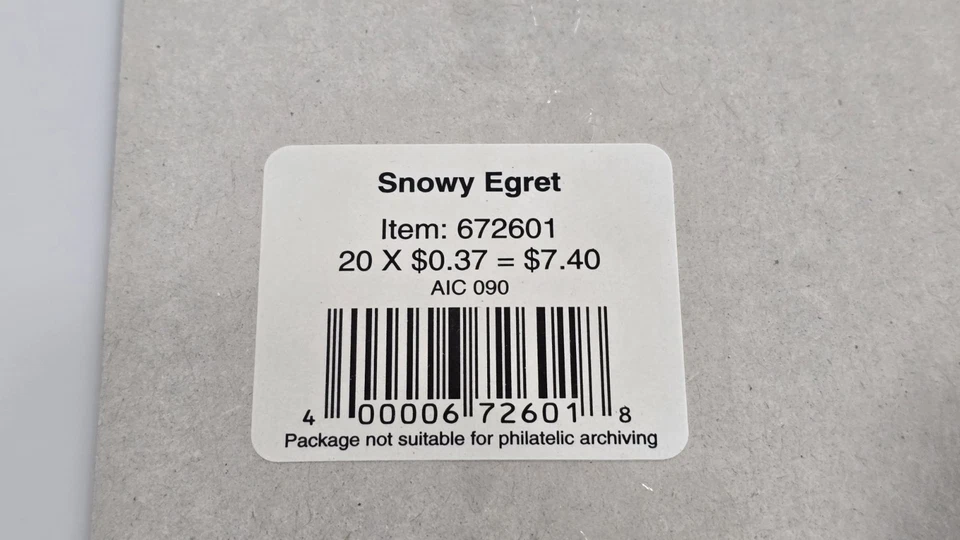 Snowy Egret
Item: 672601
20 X $0.37 = $7.40
AIC 090
4 00006 72601 8
Package not suitable for philatelic archiving